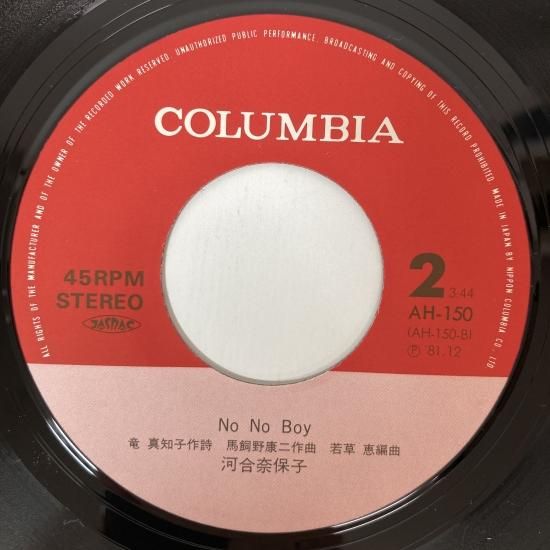 ALL RIGHTS OF THE MANUFACTURER AND OF THE OWNER OF THE RECORDED WORK RESERVED. UNAUTHORIZED PUBLIC PERFORMANCE, BROADCASTING AND COPYING OF THIS RECORD PROHIBITED. MADE IN JAPAN BY NIPPON COLUMBIA CO., LTD
COLUMBIA
45RPM
STEREO
JASRAC
2 3:44
AH-150
(AH-150-B)
Ⓟ '81.12
No No Boy
竜 真知子作詩 馬飼野康二作曲 若草 恵編曲
河合奈保子